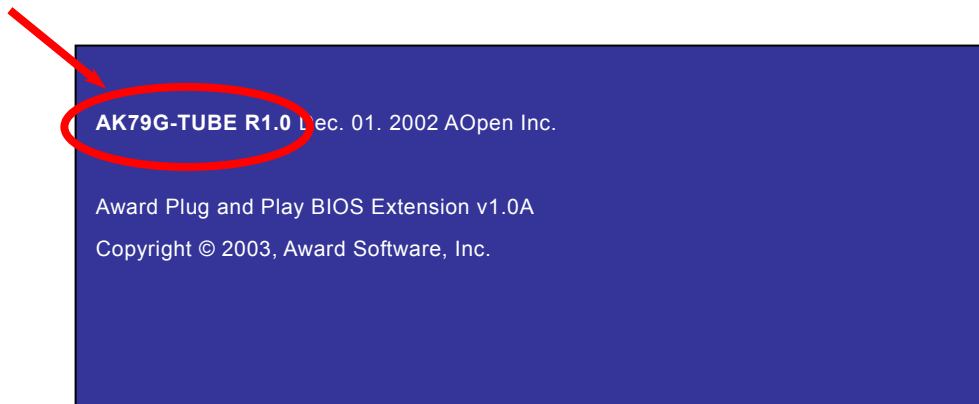 AK79G-TUBE R1.0 Dec. 01. 2002 AOpen Inc.
Award Plug and Play BIOS Extension v1.0A
Copyright © 2003, Award Software, Inc.